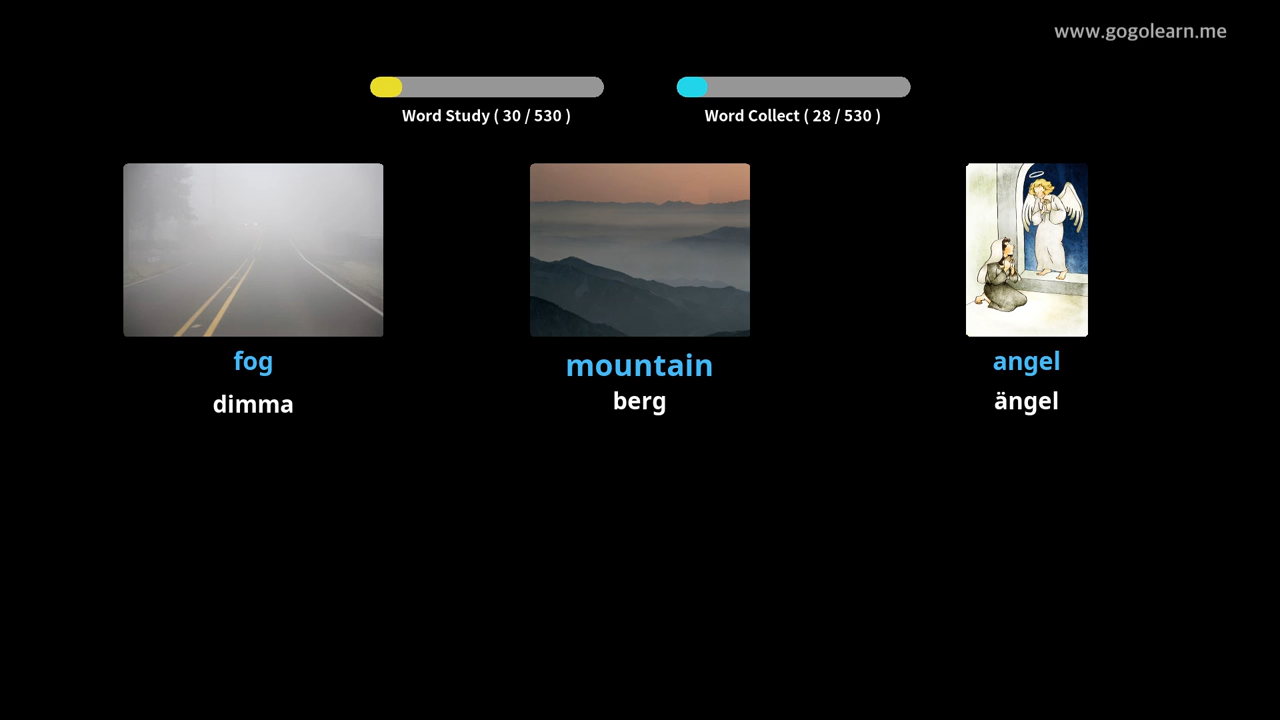 www.gogolearn.me
Word Study ( 30 / 530 )
Word Collect ( 28 / 530 )
fog
mountain
angel
dimma
berg
ängel